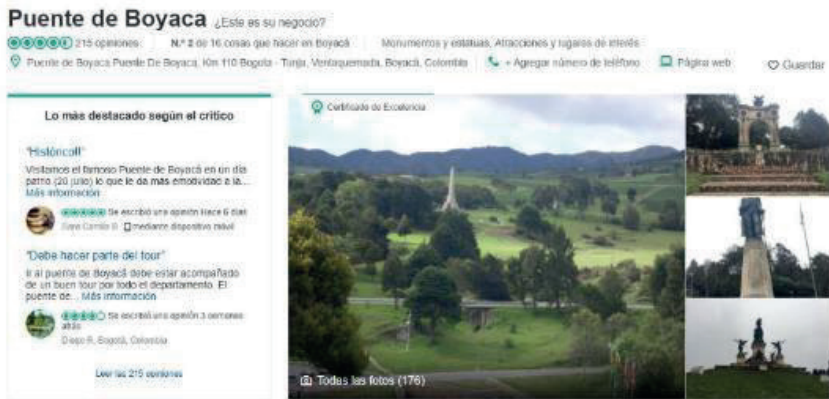 Puente de Boyaca ¿Este es su negocio?
215 opiniones N.º 2 de 16 cosas que hacer en Boyacá Monumentos y estatuas, Atracciones y lugares de interés
Puente de Boyaca Puente De Boyaca, Km 110 Bogota - Tunja, Ventaquemada, Boyacá, Colombia + Agregar número de teléfono Página web Guardar
Lo más destacado según el crítico
"Históricoll"
Visitamos el famoso Puente de Boyacá en un día
patrio (20 julio) lo que le da más emotividad a la...
Más información
Se escribió una opinión Hace 6 días
mediante dispositivo móvil
"Debe hacer parte del tour"
Ir al puente de Boyacá debe estar acompañado
de un buen tour por todo el departamento. El
puente de... Más información
Se escribió una opinión 3 semanas
atrás
Diego R, Bogotá, Colombia
Leer las 215 opiniones
Certificado de Excelencia
Todas las fotos (176)